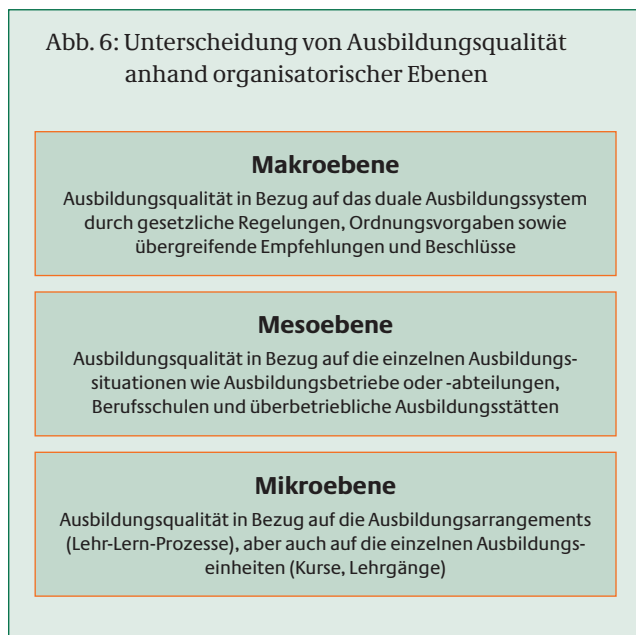 Abb. 6: Unterscheidung von Ausbildungsqualität
anhand organisatorischer Ebenen
Makroebene
Ausbildungsqualität in Bezug auf das duale Ausbildungssystem
durch gesetzliche Regelungen, Ordnungsvorgaben sowie
übergreifende Empfehlungen und Beschlüsse
Mesoebene
Ausbildungsqualität in Bezug auf die einzelnen Ausbildungs-
situationen wie Ausbildungsbetriebe oder -abteilungen,
Berufsschulen und überbetriebliche Ausbildungsstätten
Mikroebene
Ausbildungsqualität in Bezug auf die Ausbildungsarrangements
(Lehr-Lern-Prozesse), aber auch auf die einzelnen Ausbildungs-
einheiten (Kurse, Lehrgänge)